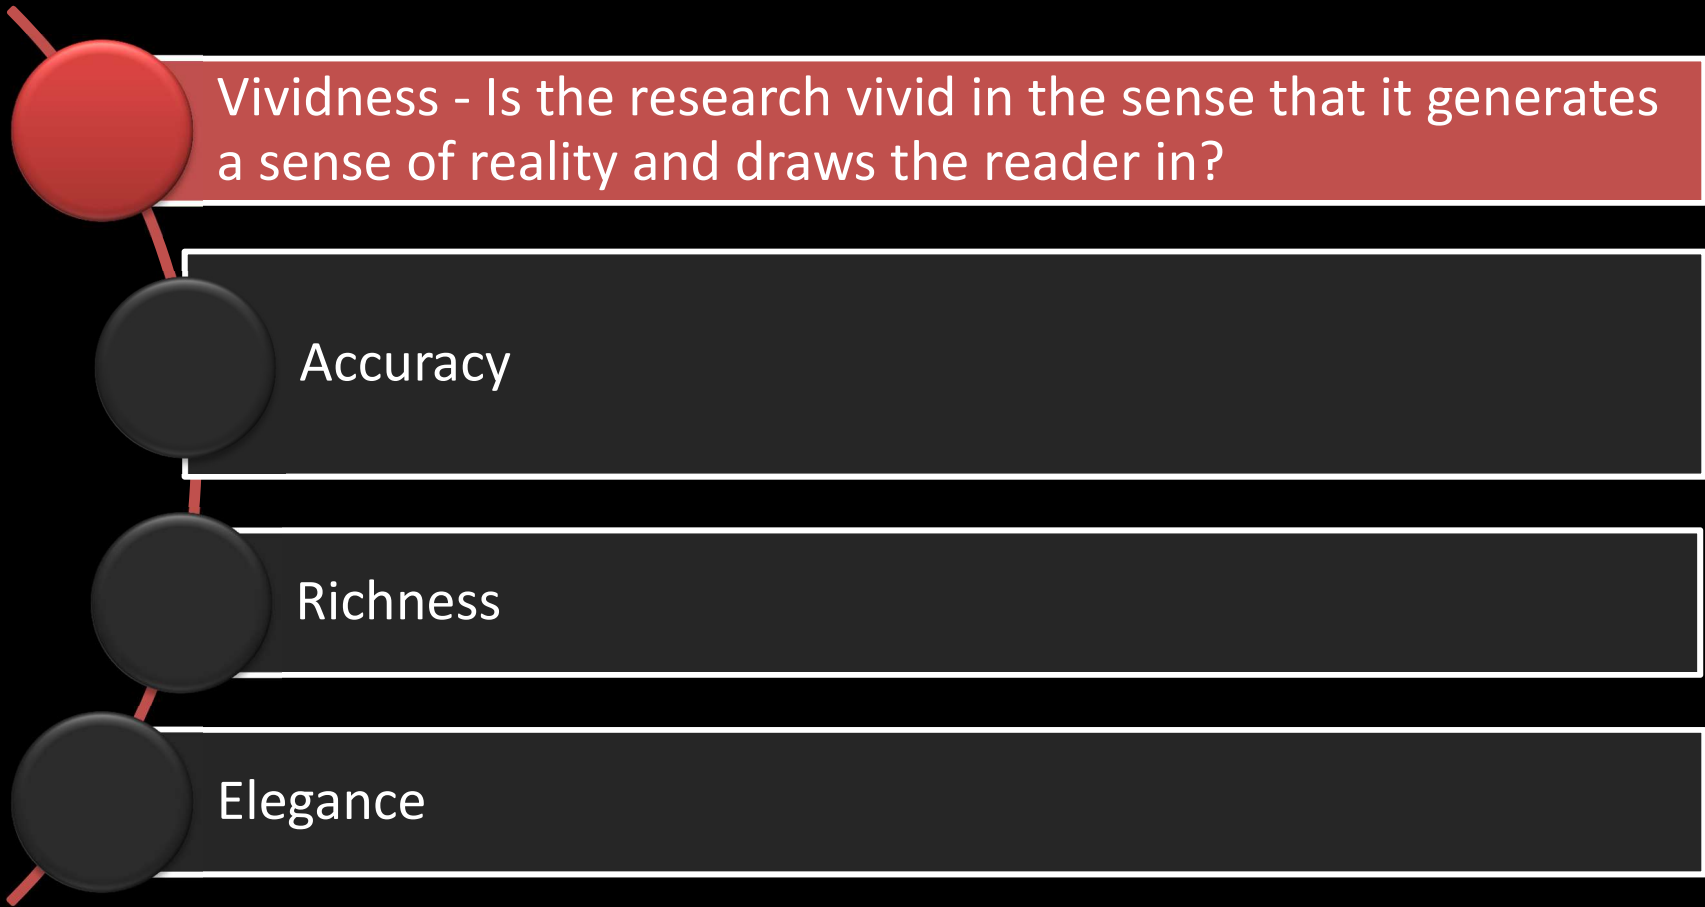 Vividness - Is the research vivid in the sense that it generates
a sense of reality and draws the reader in?
Accuracy
Richness
Elegance